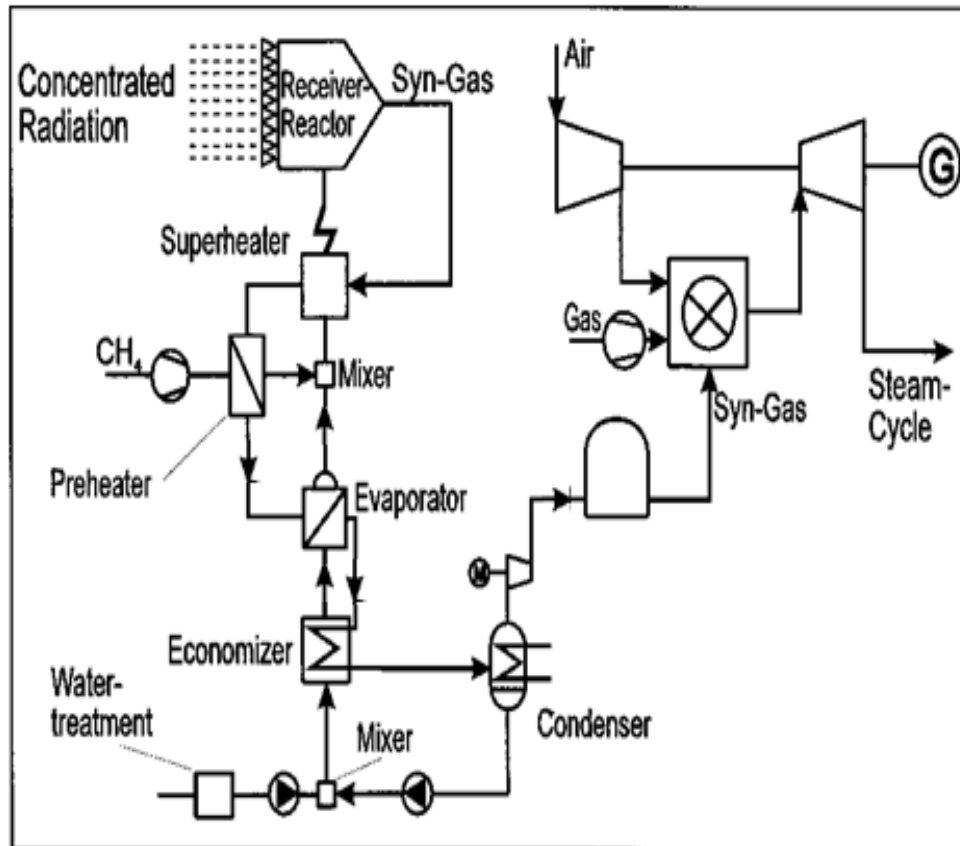 Concentrated
Radiation
Receiver-
Reactor
Syn-Gas
Air
G
Superheater
Gas
CH₄
Mixer
Syn-Gas
Steam-
Cycle
Preheater
Evaporator
M
Economizer
Water-
treatment
Condenser
Mixer